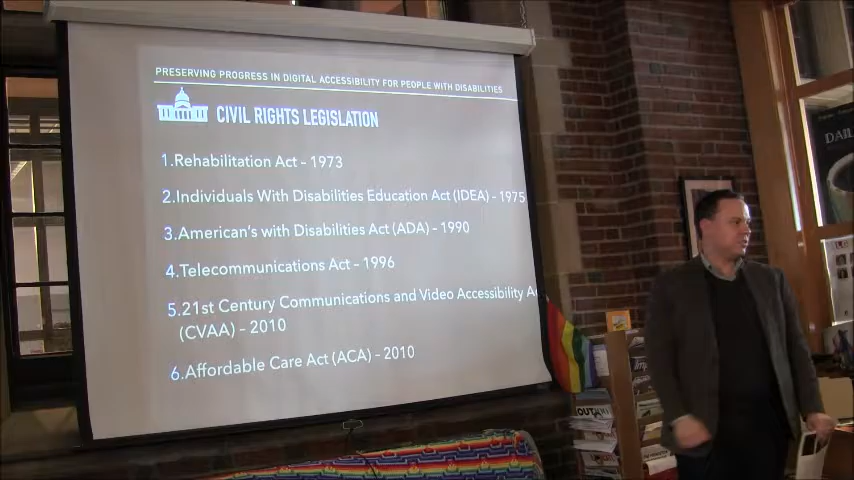 PRESERVING PROGRESS IN DIGITAL ACCESSIBILITY FOR PEOPLE WITH DISABILITIES
CIVIL RIGHTS LEGISLATION
1.Rehabilitation Act - 1973
2.Individuals With Disabilities Education Act (IDEA) - 1975
3.American's with Disabilities Act (ADA) - 1990
4.Telecommunications Act - 1996
5.21st Century Communications and Video Accessibility A
(CVAA) - 2010
6.Affordable Care Act (ACA) - 2010
DAIL
OUT